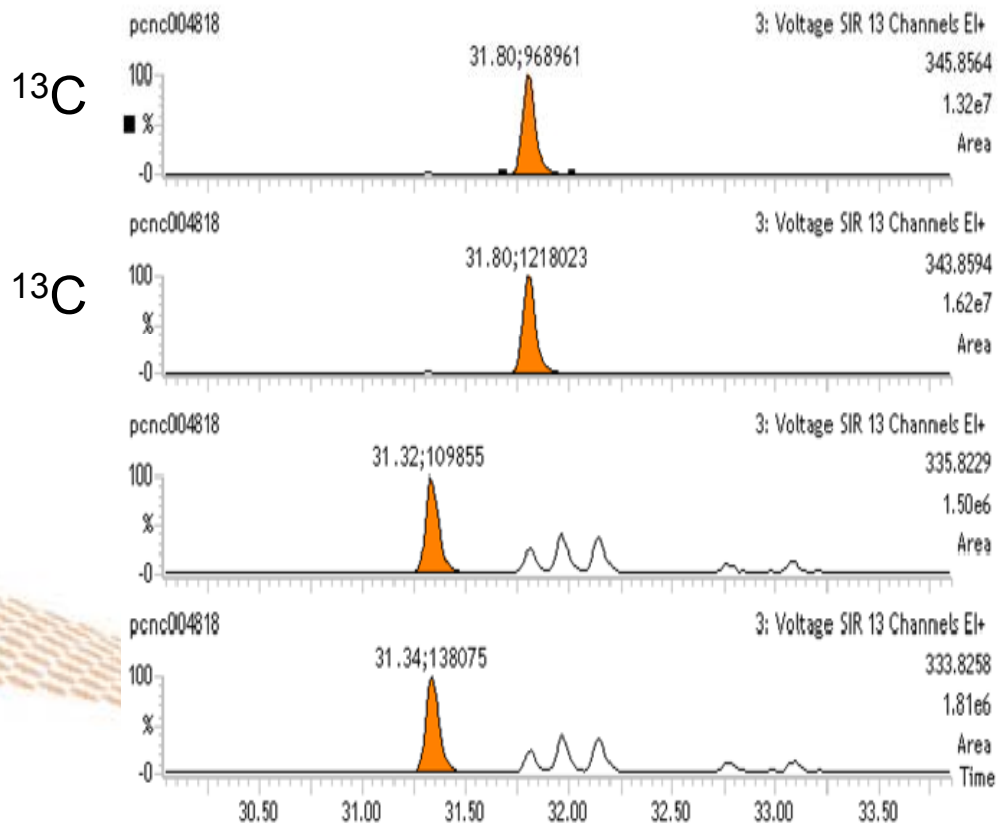 pcnc004818 3: Voltage SIR 13 Channels EI+
31.80;968961 345.8564
¹³C 100 1.32e7
% Area
-0
pcnc004818 3: Voltage SIR 13 Channels EI+
31.80;1218023 343.8594
¹³C 100 1.62e7
% Area
-0
pcnc004818 3: Voltage SIR 13 Channels EI+
31.32;109855 335.8229
100 1.50e6
% Area
-0
pcnc004818 3: Voltage SIR 13 Channels EI+
31.34;138075 333.8258
100 1.81e6
% Area
-0 Time
30.50 31.00 31.50 32.00 32.50 33.00 33.50